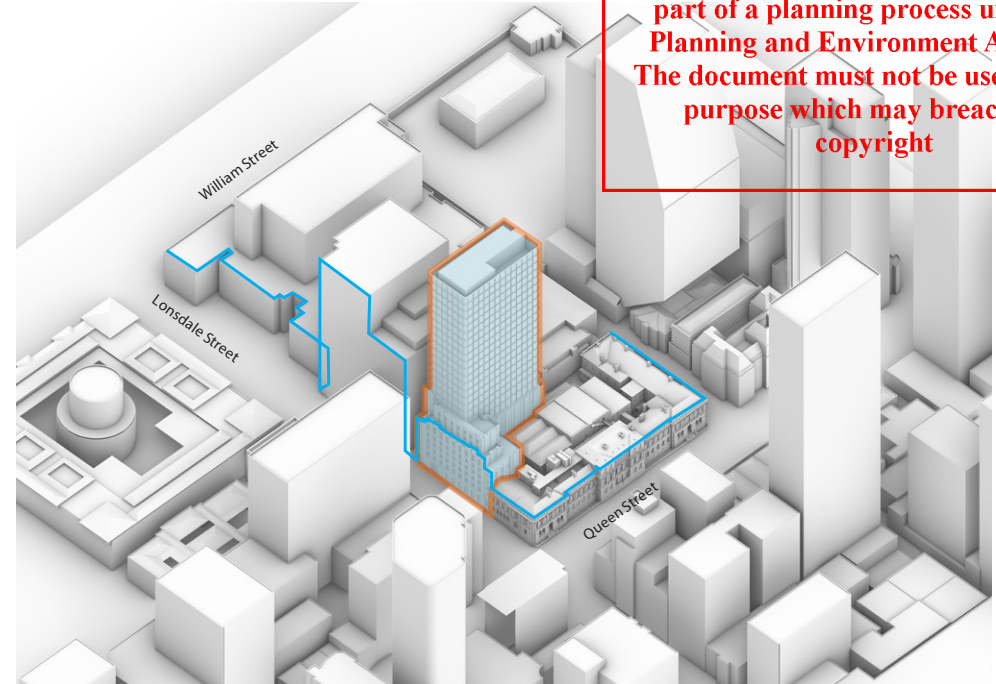 part of a planning process u
Planning and Environment A
The document must not be use
purpose which may breac
copyright
William Street
Lonsdale Street
Queen Street